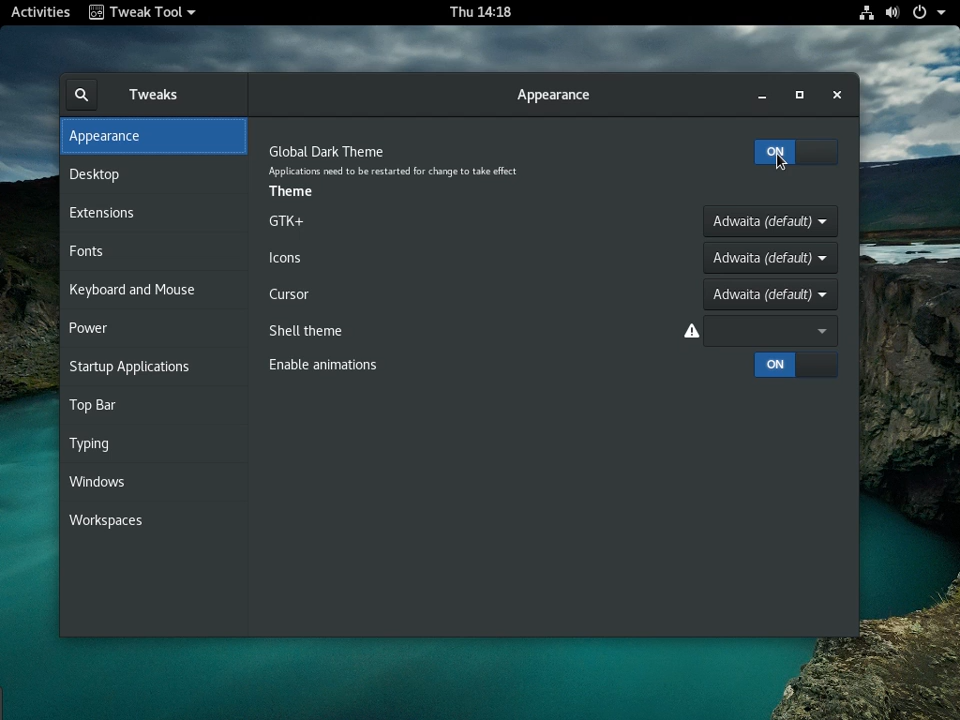 Activities Tweak Tool Thu 14:18
Tweaks Appearance
Appearance
Desktop
Extensions
Fonts
Keyboard and Mouse
Power
Startup Applications
Top Bar
Typing
Windows
Workspaces
Global Dark Theme ON
Applications need to be restarted for change to take effect
Theme
GTK+ Adwaita (default)
Icons Adwaita (default)
Cursor Adwaita (default)
Shell theme
Enable animations ON